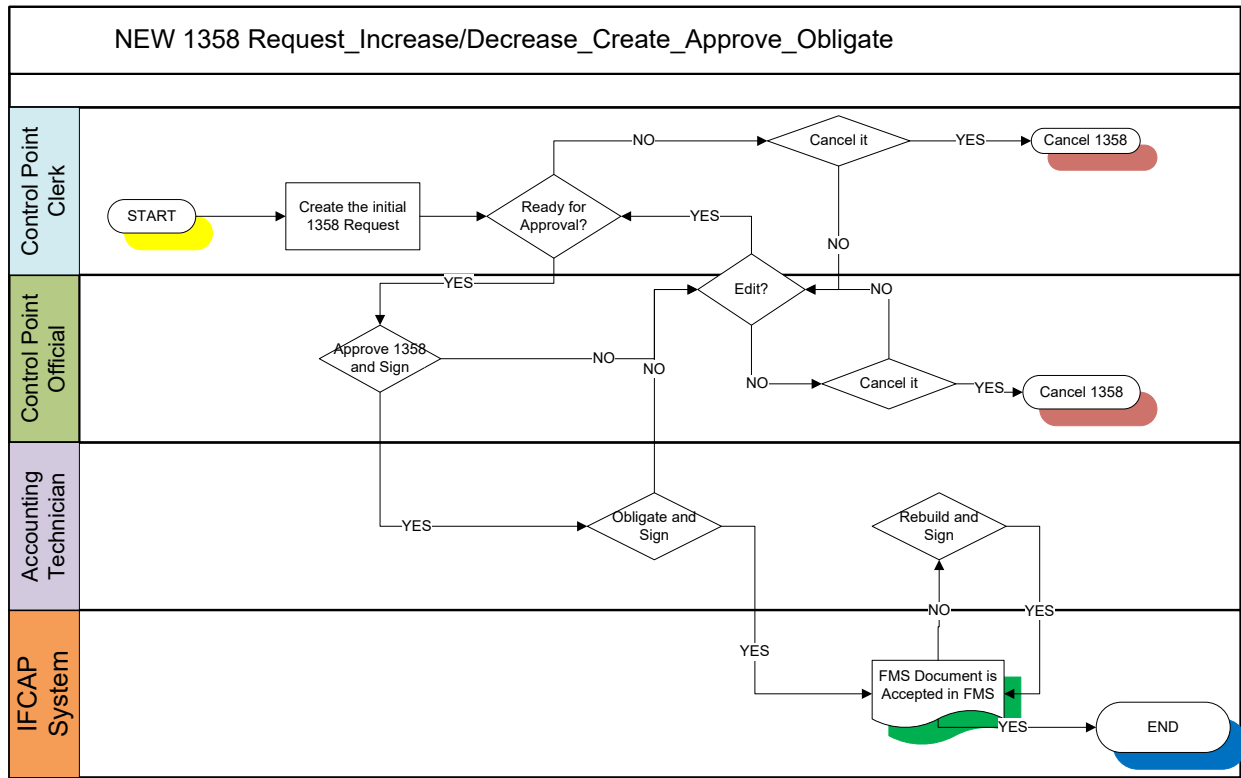 NEW 1358 Request_Increase/Decrease_Create_Approve_Obligate
Control Point
Clerk
START
Create the initial
1358 Request
Ready for
Approval?
NO
Cancel it
YES
Cancel 1358
YES
NO
YES
Control Point
Official
Edit?
NO
Approve 1358
and Sign
NO
NO
NO
Cancel it
YES
Cancel 1358
Accounting
Technician
YES
Obligate and
Sign
Rebuild and
Sign
NO
YES
IFCAP
System
YES
FMS Document is
Accepted in FMS
YES
END